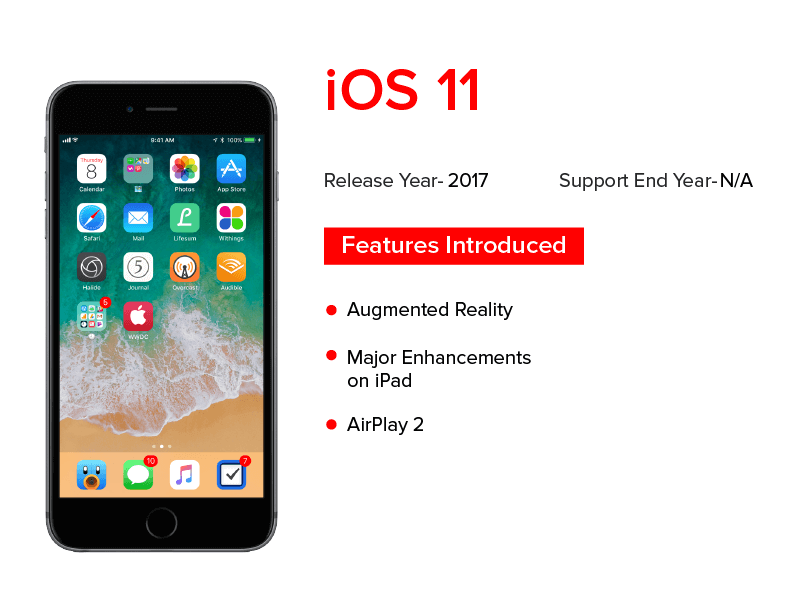 iOS 11
Release Year- 2017 Support End Year-N/A
Features Introduced
Augmented Reality
Major Enhancements
on iPad
AirPlay 2
9:41 AM 100%
Thursday
8
Calendar Photos App Store
Safari Mail Lifesum Withings
5
Halide Journal Overcast Audible
5
WWDC
10 7